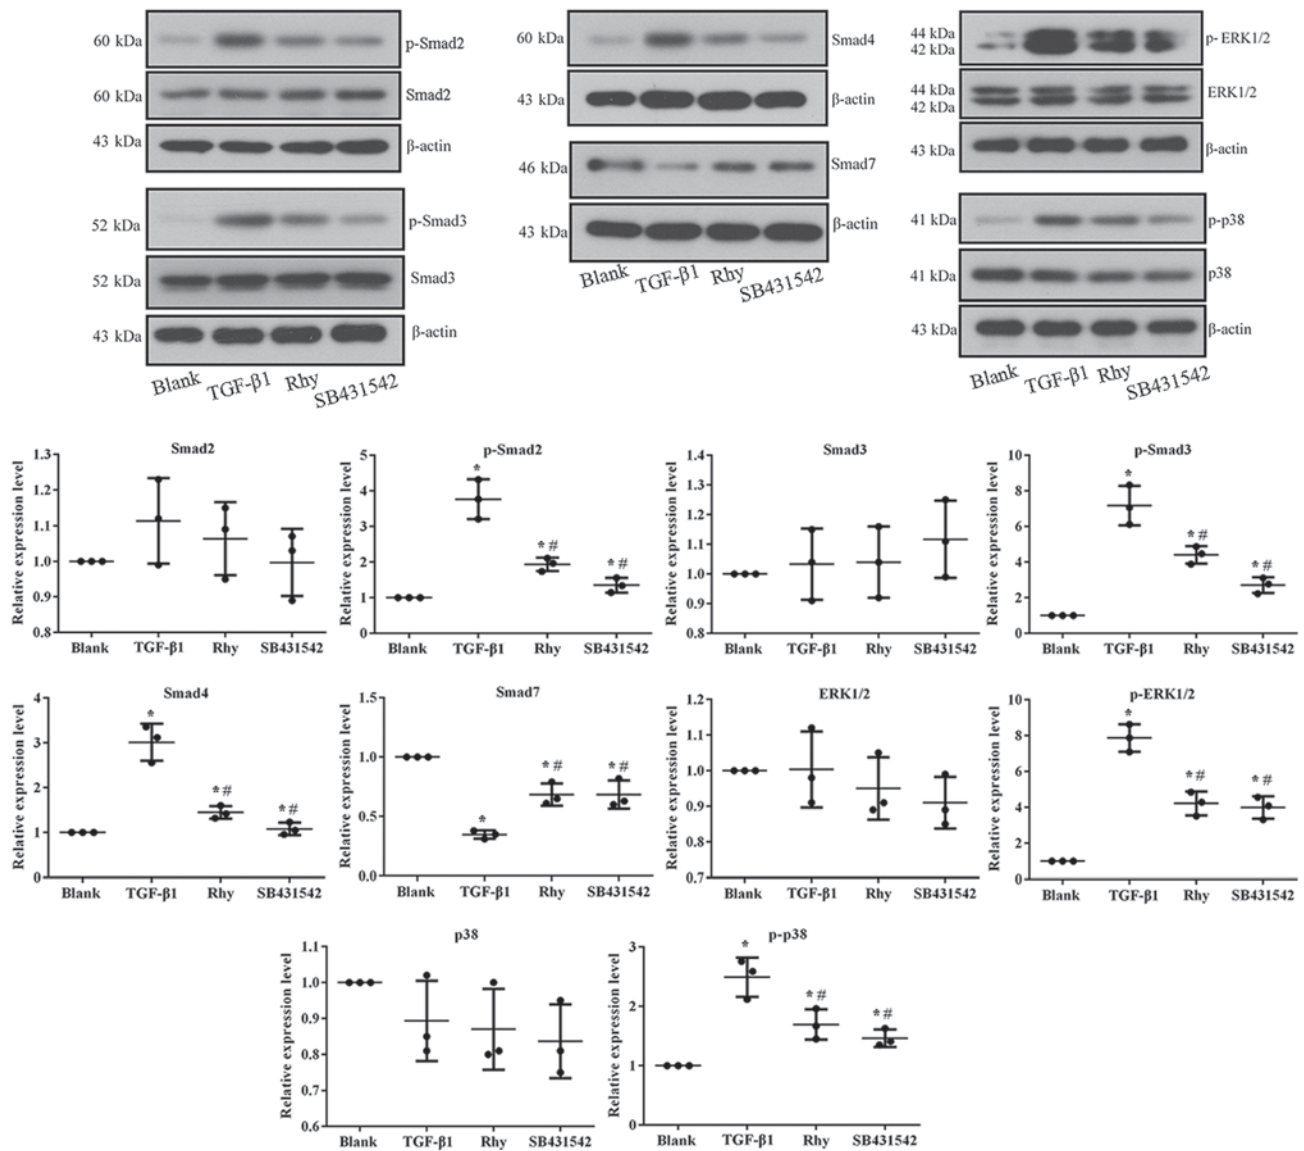 60 kDa p-Smad2
60 kDa Smad2
43 kDa β-actin
52 kDa p-Smad3
52 kDa Smad3
43 kDa β-actin
Blank TGF-β1 Rhy SB431542
60 kDa Smad4
43 kDa β-actin
46 kDa Smad7
43 kDa β-actin
Blank TGF-β1 Rhy SB431542
44 kDa p- ERK1/2
42 kDa
44 kDa ERK1/2
42 kDa
43 kDa β-actin
41 kDa p-p38
41 kDa p38
43 kDa β-actin
Blank TGF-β1 Rhy SB431542
Smad2
Relative expression level
1.3
1.2
1.1
1.0
0.9
0.8
Blank TGF-β1 Rhy SB431542
p-Smad2
Relative expression level
5
4
3
2
1
0
*
*#
*#
Blank TGF-β1 Rhy SB431542
Smad3
Relative expression level
1.4
1.3
1.2
1.1
1.0
0.9
0.8
Blank TGF-β1 Rhy SB431542
p-Smad3
Relative expression level
10
8
6
4
2
0
*
*#
*#
Blank TGF-β1 Rhy SB431542
Smad4
Relative expression level
4
3
2
1
0
*
*#
*#
Blank TGF-β1 Rhy SB431542
Smad7
Relative expression level
1.5
1.0
0.5
0.0
*
*#
*#
Blank TGF-β1 Rhy SB431542
ERK1/2
Relative expression level
1.2
1.1
1.0
0.9
0.8
0.7
Blank TGF-β1 Rhy SB431542
p-ERK1/2
Relative expression level
10
8
6
4
2
0
*
*#
*#
Blank TGF-β1 Rhy SB431542
p38
Relative expression level
1.1
1.0
0.9
0.8
0.7
0.6
Blank TGF-β1 Rhy SB431542
p-p38
Relative expression level
3
2
1
0
*
*#
*#
Blank TGF-β1 Rhy SB431542